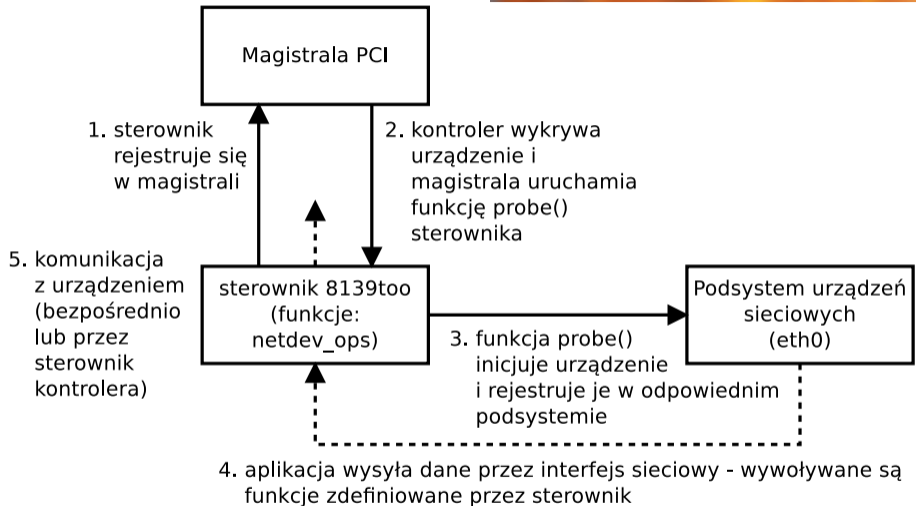 Magistrala PCI
1. sterownik
rejestruje się
w magistrali
2. kontroler wykrywa
urządzenie i
magistrala uruchamia
funkcję probe()
sterownika
5. komunikacja
z urządzeniem
(bezpośrednio
lub przez
sterownik
kontrolera)
sterownik 8139too
(funkcje:
netdev_ops)
3. funkcja probe()
inicjuje urządzenie
i rejestruje je w odpowiednim
podsystemie
Podsystem urządzeń
sieciowych
(eth0)
4. aplikacja wysyła dane przez interfejs sieciowy - wywoływane są
funkcje zdefiniowane przez sterownik